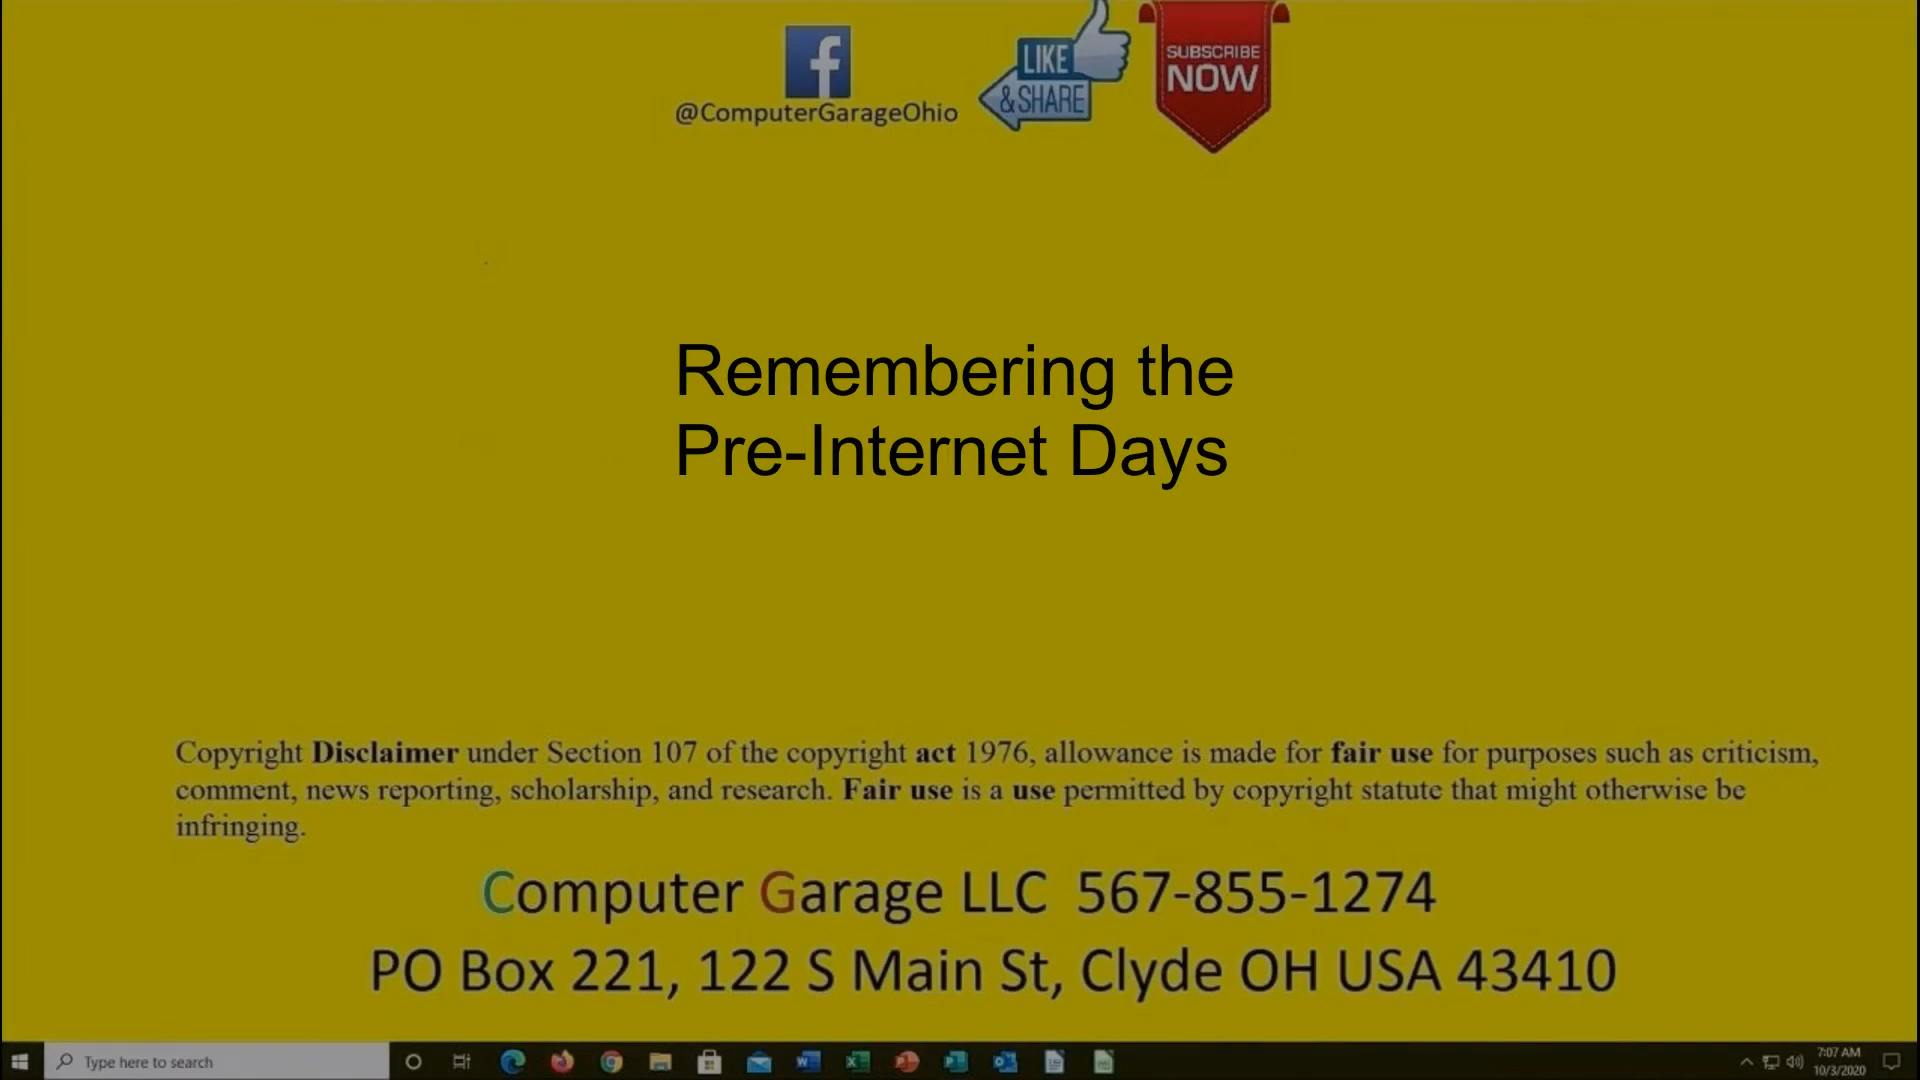 f
@ComputerGarageOhio
LIKE
& SHARE
SUBSCRIBE
NOW
Remembering the
Pre-Internet Days
Copyright Disclaimer under Section 107 of the copyright act 1976, allowance is made for fair use for purposes such as criticism,
comment, news reporting, scholarship, and research. Fair use is a use permitted by copyright statute that might otherwise be
infringing.
Computer Garage LLC 567-855-1274
PO Box 221, 122 S Main St, Clyde OH USA 43410
Type here to search
7:07 AM
10/3/2020